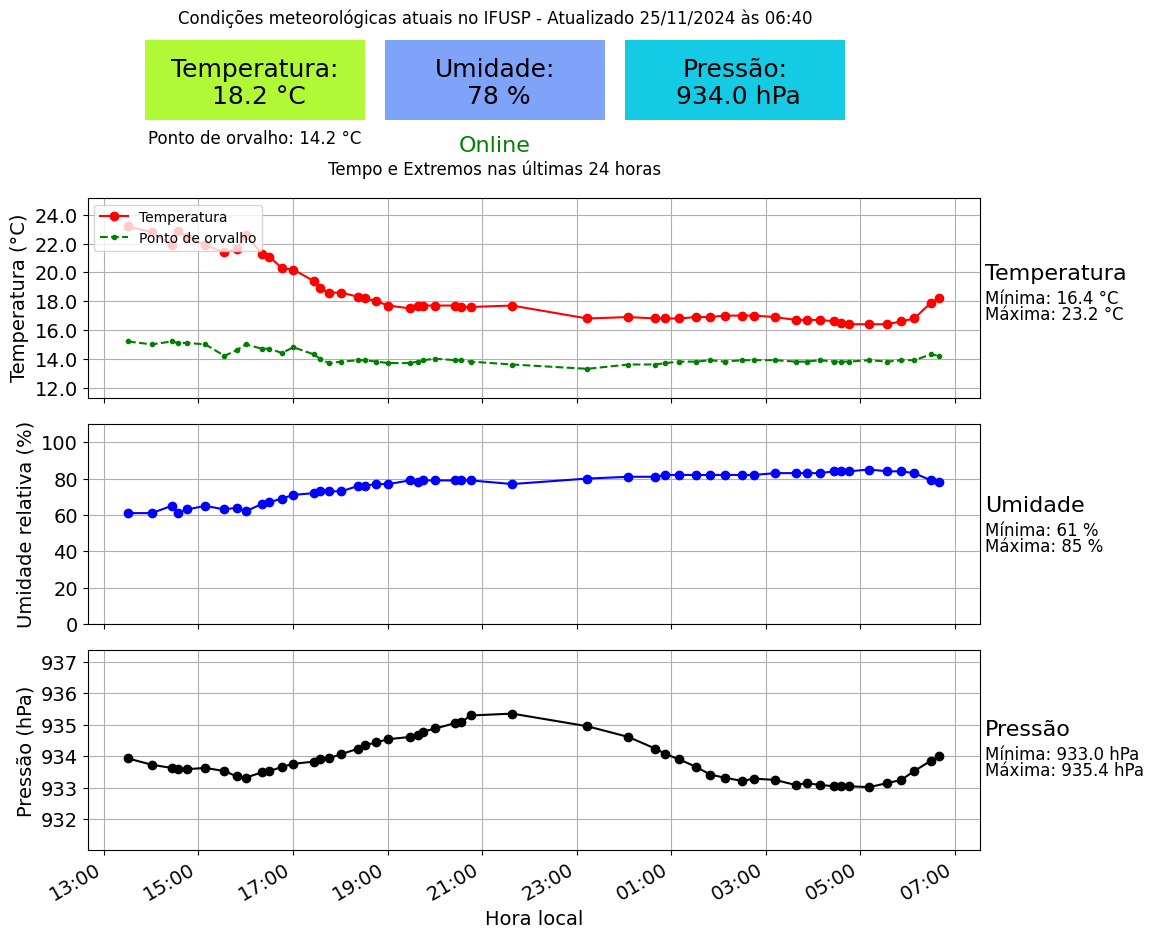 Condições meteorológicas atuais no IFUSP - Atualizado 25/11/2024 às 06:40
Temperatura:
18.2 °C
Umidade:
78 %
Pressão:
934.0 hPa
Ponto de orvalho: 14.2 °C
Online
Tempo e Extremos nas últimas 24 horas
Temperatura (°C)
24.0
22.0
20.0
18.0
16.0
14.0
12.0
Temperatura
Ponto de orvalho
Temperatura
Mínima: 16.4 °C
Máxima: 23.2 °C
Umidade relativa (%)
100
80
60
40
20
0
Umidade
Mínima: 61 %
Máxima: 85 %
Pressão (hPa)
937
936
935
934
933
932
Pressão
Mínima: 933.0 hPa
Máxima: 935.4 hPa
13:00
15:00
17:00
19:00
21:00
23:00
01:00
03:00
05:00
07:00
Hora local